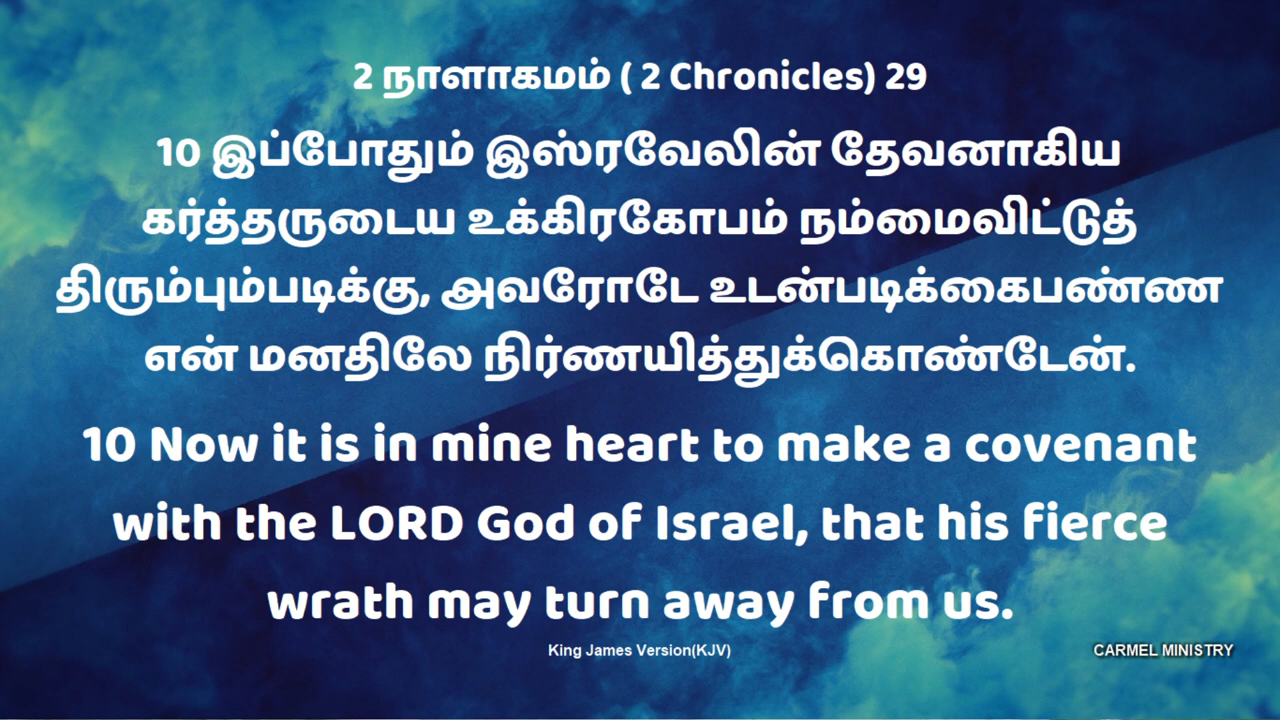 2 நாளாகமம் ( 2 Chronicles) 29
10 இப்போதும் இஸ்ரவேலின் தேவனாகிய
கர்த்தருடைய உக்கிரகோபம் நம்மைவிட்டுத்
திரும்பும்படிக்கு, அவரோடே உடன்படிக்கைபண்ண
என் மனதிலே நிர்ணயித்துக்கொண்டேன்.
10 Now it is in mine heart to make a covenant
with the LORD God of Israel, that his fierce
wrath may turn away from us.
King James Version(KJV)
CARMEL MINISTRY